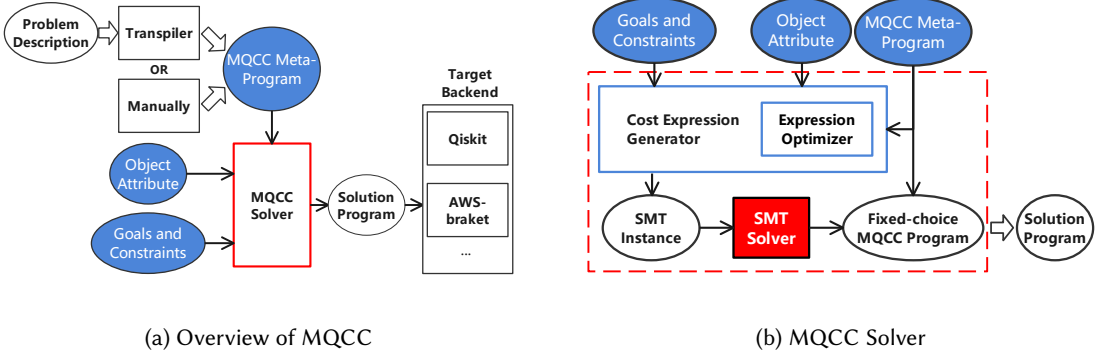 Problem
Description
Transpiler
OR
Manually
MQCC Meta-
Program
Object
Attribute
Goals and
Constraints
MQCC
Solver
Solution
Program
Target
Backend
Qiskit
AWS-
braket
...
(a) Overview of MQCC
Goals and
Constraints
Object
Attribute
MQCC Meta-
Program
Cost Expression
Generator
Expression
Optimizer
SMT
Instance
SMT
Solver
Fixed-choice
MQCC Program
Solution
Program
(b) MQCC Solver